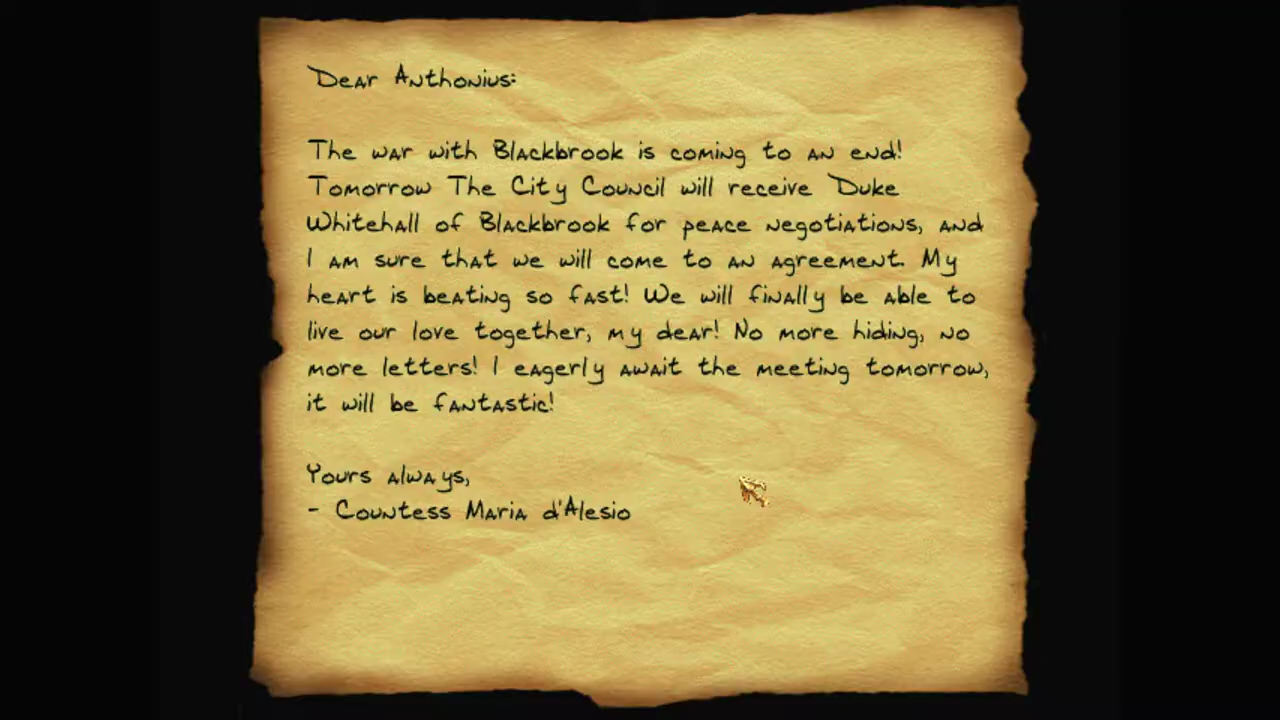 Dear Anthonius:
The war with Blackbrook is coming to an end!
Tomorrow The City Council will receive Duke
Whitehall of Blackbrook for peace negotiations, and
I am sure that we will come to an agreement. My
heart is beating so fast! We will finally be able to
live our love together, my dear! No more hiding, no
more letters! I eagerly await the meeting tomorrow,
it will be fantastic!
Yours always,
- Countess Maria d'Alesio